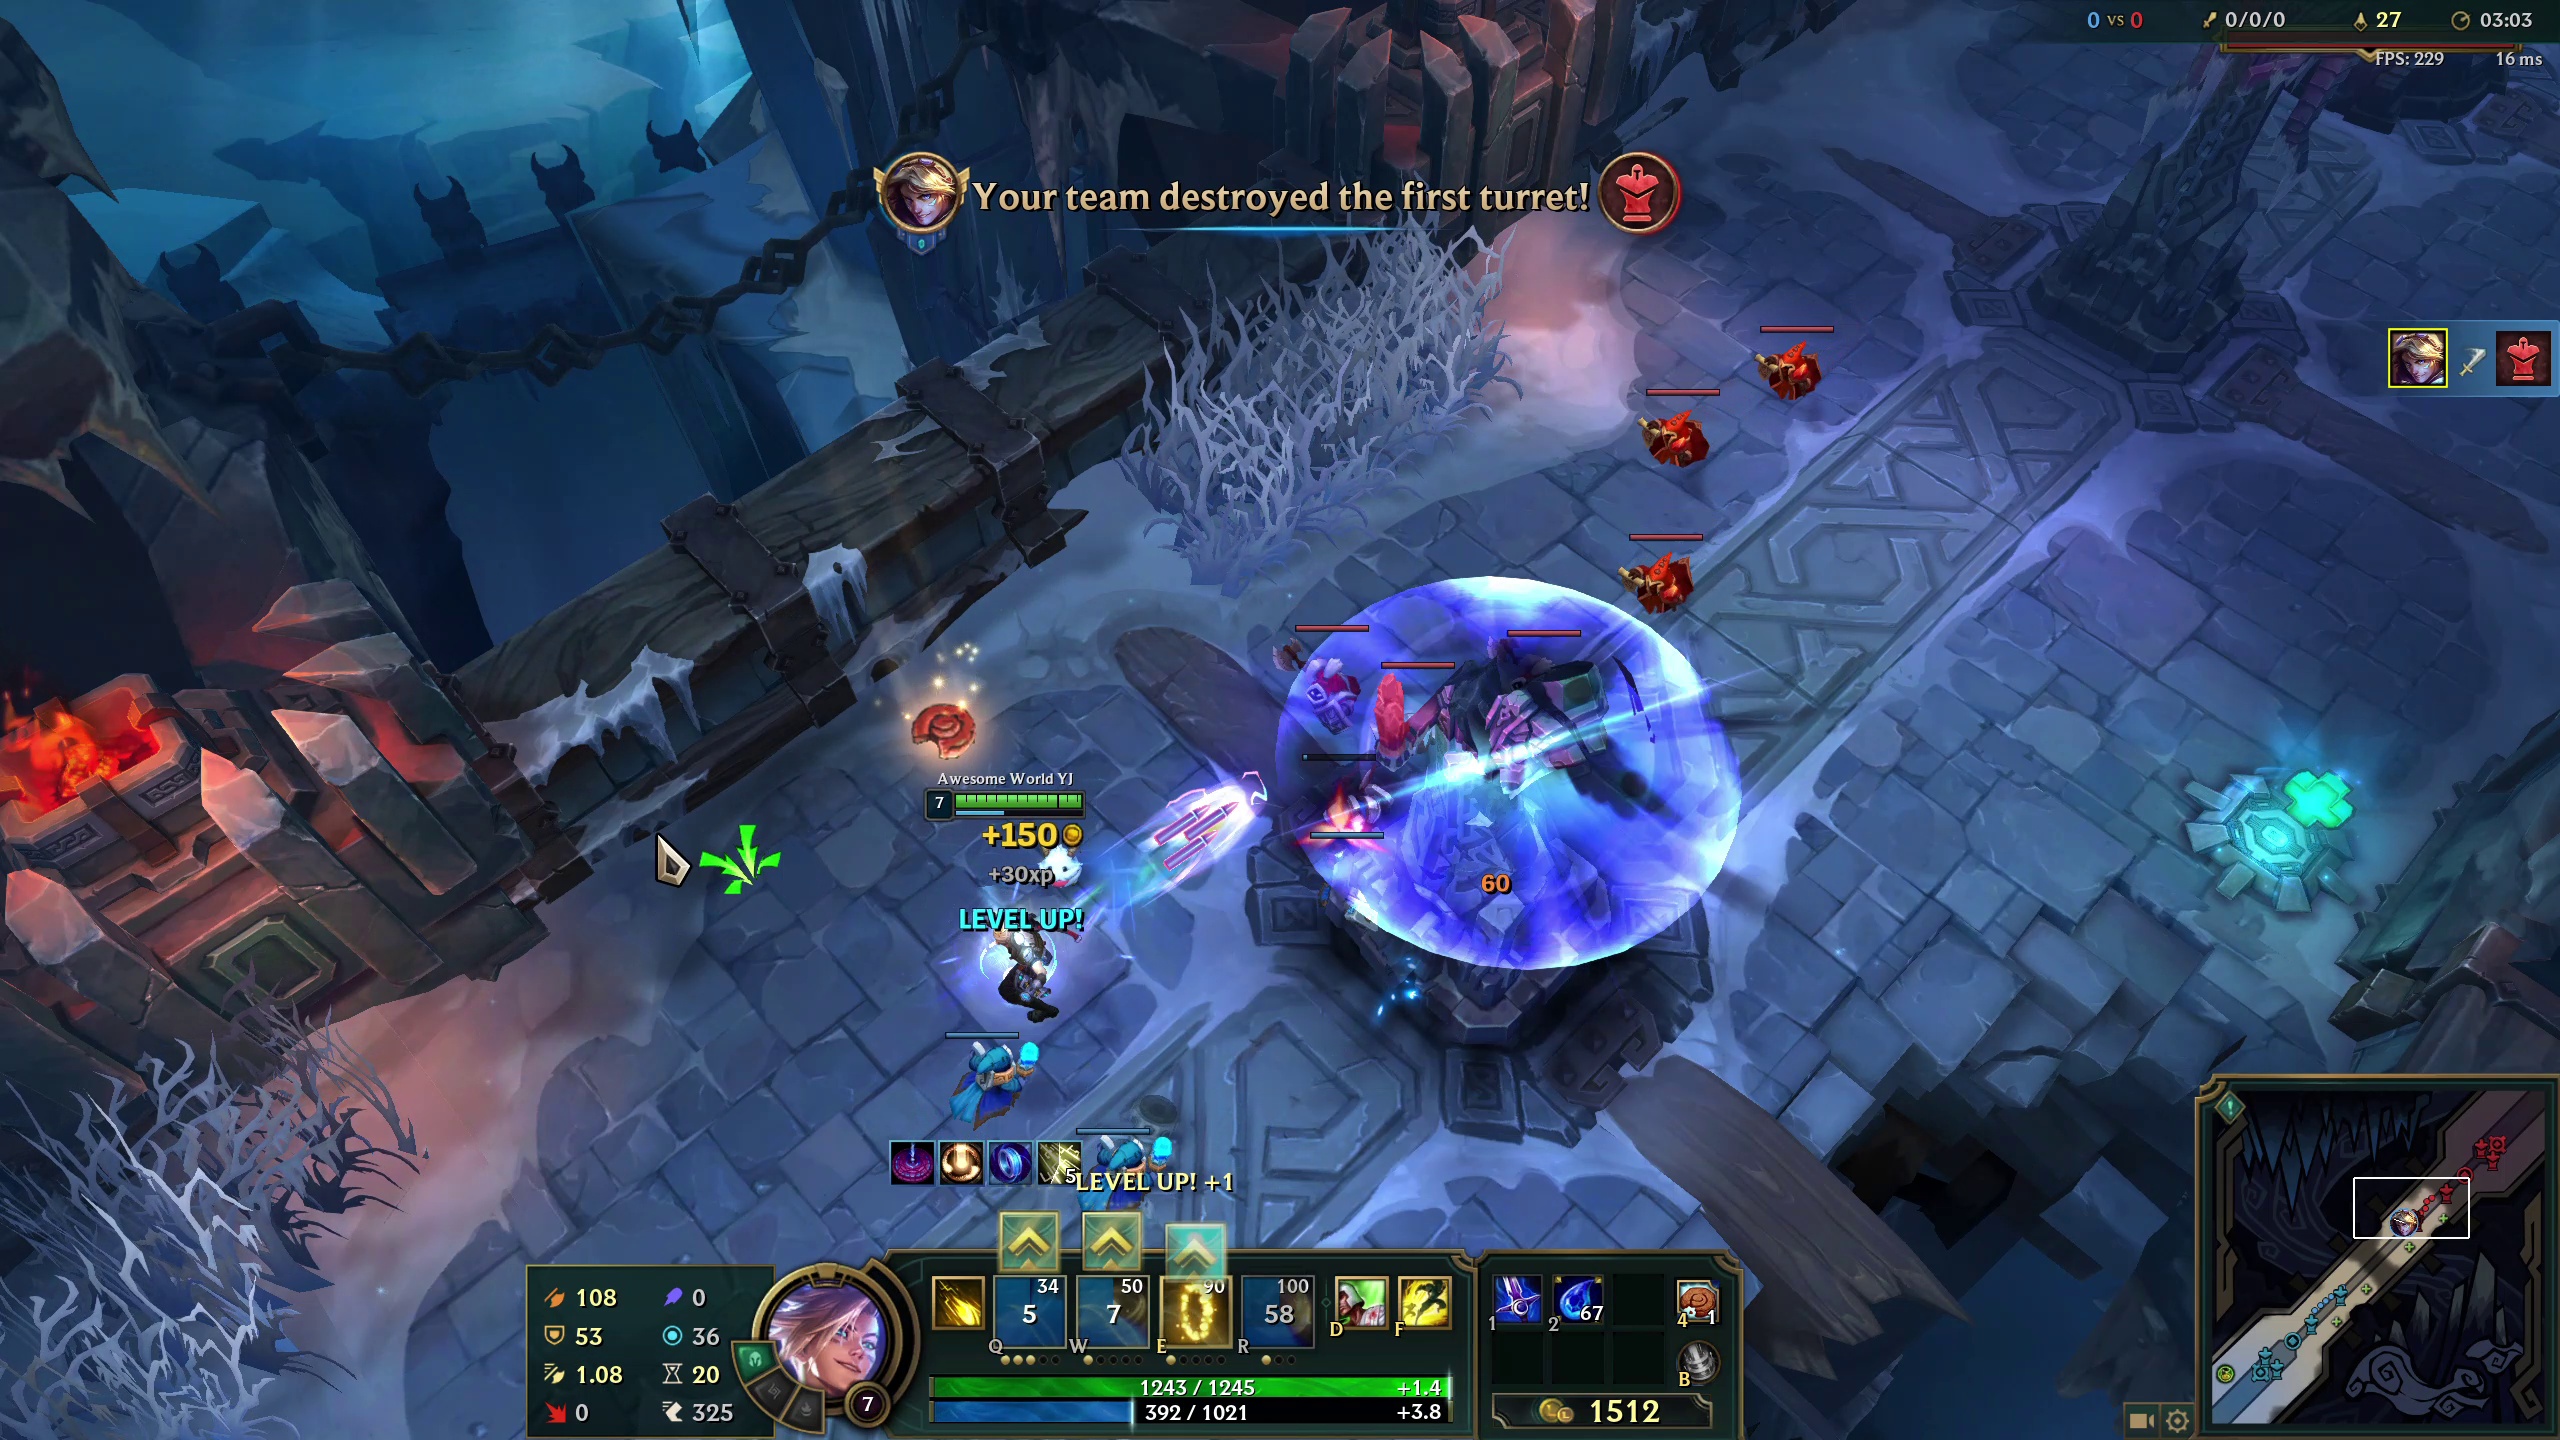 0 vs 0 0/0/0 27 03:03
FPS: 229 16 ms
Your team destroyed the first turret!
Awesome World YJ
7
+150
+30xp
LEVEL UP!
60
5
LEVEL UP! +1
108 0
53 36
1.08 20
0 325
7
34 50 90 100
5 7 0 58
Q W E R D F
1243 / 1245 +1.4
392 / 1021 +3.8
67
1 2 4 1
B
1512